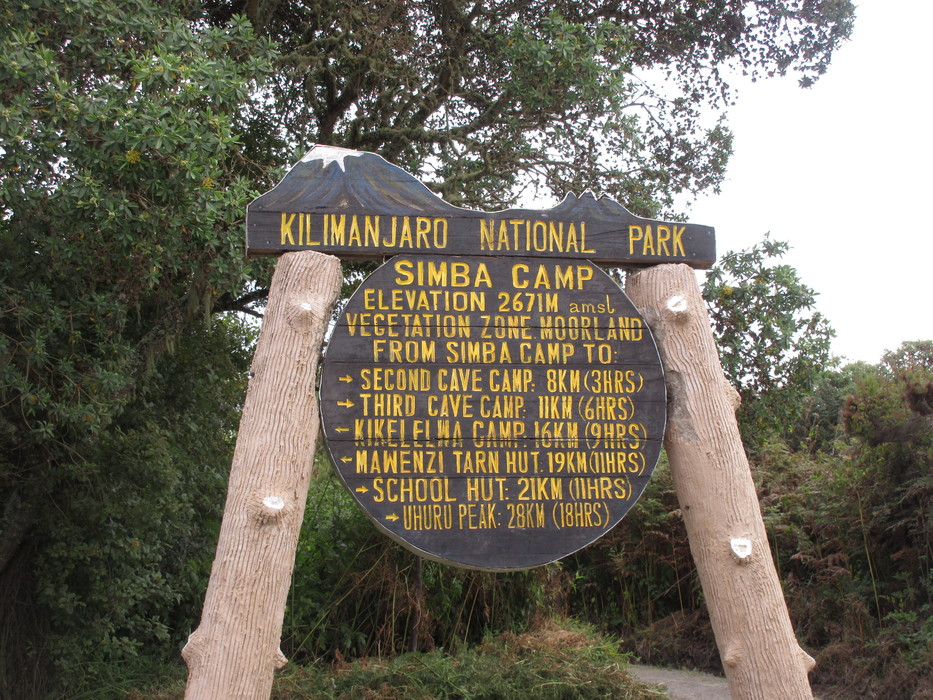 KILIMANJARO NATIONAL PARK
SIMBA CAMP
ELEVATION 2671M amsl
VEGETATION ZONE: MOORLAND
FROM SIMBA CAMP TO:
→ SECOND CAVE CAMP: 8KM (3HRS)
→ THIRD CAVE CAMP: 11KM (6HRS)
← KIKELELWA CAMP: 16KM (9HRS)
← MAWENZI TARN HUT: 19KM (11HRS)
→ SCHOOL HUT: 21KM (11HRS)
→ UHURU PEAK: 28KM (18HRS)